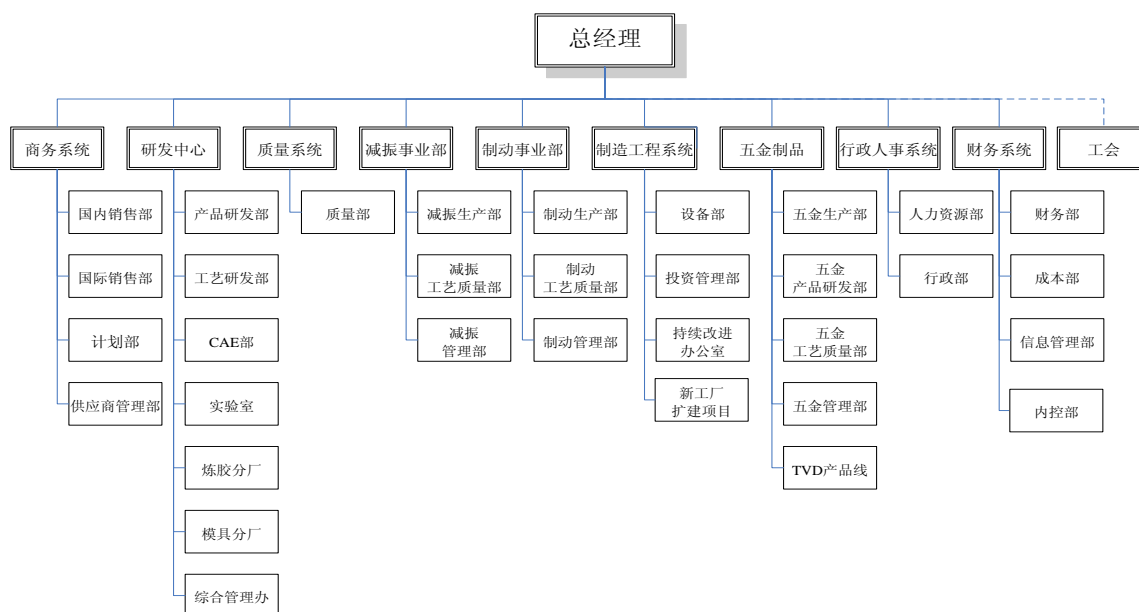 总经理
商务系统
研发中心
质量系统
减振事业部
制动事业部
制造工程系统
五金制品
行政人事系统
财务系统
工会
国内销售部
产品研发部
质量部
减振生产部
制动生产部
设备部
五金生产部
人力资源部
财务部
国际销售部
工艺研发部
减振
工艺质量部
制动
工艺质量部
投资管理部
五金
产品研发部
行政部
成本部
计划部
CAE部
减振
管理部
制动管理部
持续改进
办公室
五金
工艺质量部
信息管理部
供应商管理部
实验室
新工厂
扩建项目
五金管理部
内控部
炼胶分厂
TVD产品线
模具分厂
综合管理办